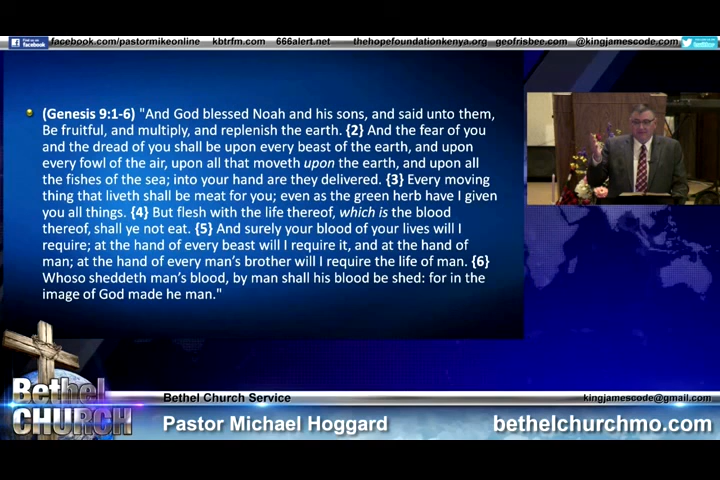 Find us on facebook facebook.com/pastormikeonline kbtrfm.com 666alert.net thehopefoundationkenya.org geofrisbee.com @kingjamescode.com
(Genesis 9:1-6) "And God blessed Noah and his sons, and said unto them,
Be fruitful, and multiply, and replenish the earth. {2} And the fear of you
and the dread of you shall be upon every beast of the earth, and upon
every fowl of the air, upon all that moveth upon the earth, and upon all
the fishes of the sea; into your hand are they delivered. {3} Every moving
thing that liveth shall be meat for you; even as the green herb have I given
you all things. {4} But flesh with the life thereof, which is the blood
thereof, shall ye not eat. {5} And surely your blood of your lives will I
require; at the hand of every beast will I require it, and at the hand of
man; at the hand of every man's brother will I require the life of man. {6}
Whoso sheddeth man's blood, by man shall his blood be shed: for in the
image of God made he man."
Bethel
CHURCH
Bethel Church Service kingjamescode@gmail.com
Pastor Michael Hoggard bethelchurchmo.com